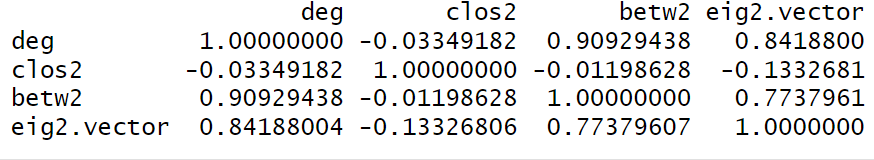 deg clos2 betw2 eig2.vector
deg 1.00000000 -0.03349182 0.90929438 0.8418800
clos2 -0.03349182 1.00000000 -0.01198628 -0.1332681
betw2 0.90929438 -0.01198628 1.00000000 0.7737961
eig2.vector 0.84188004 -0.13326806 0.77379607 1.0000000